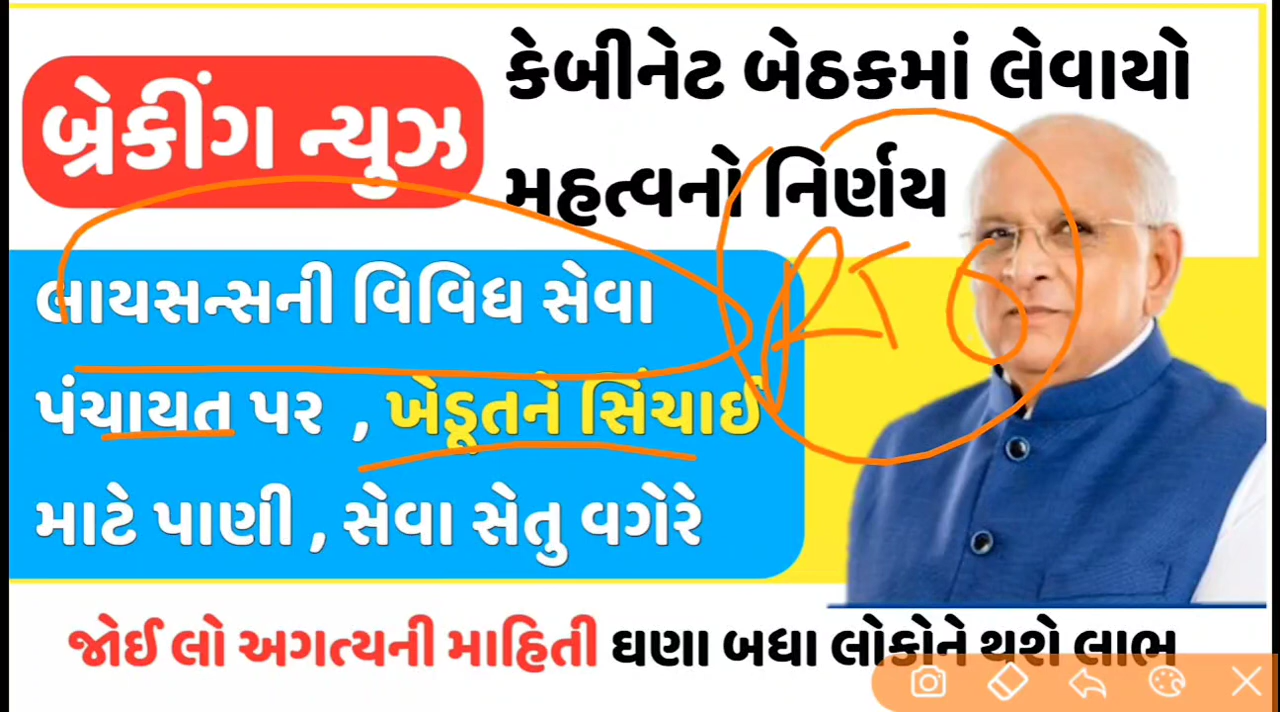 બ્રેકીંગ ન્યુઝ
કેબીનેટ બેઠકમાં લેવાયો
મહત્વનો નિર્ણય
લાયસન્સની વિવિધ સેવા
પંચાયત પર , ખેડૂતને સિંચાઈ
માટે પાણી , સેવા સેતુ વગેરે
જોઈ લો અગત્યની માહિતી ઘણા બધા લોકોને થશે લાભ